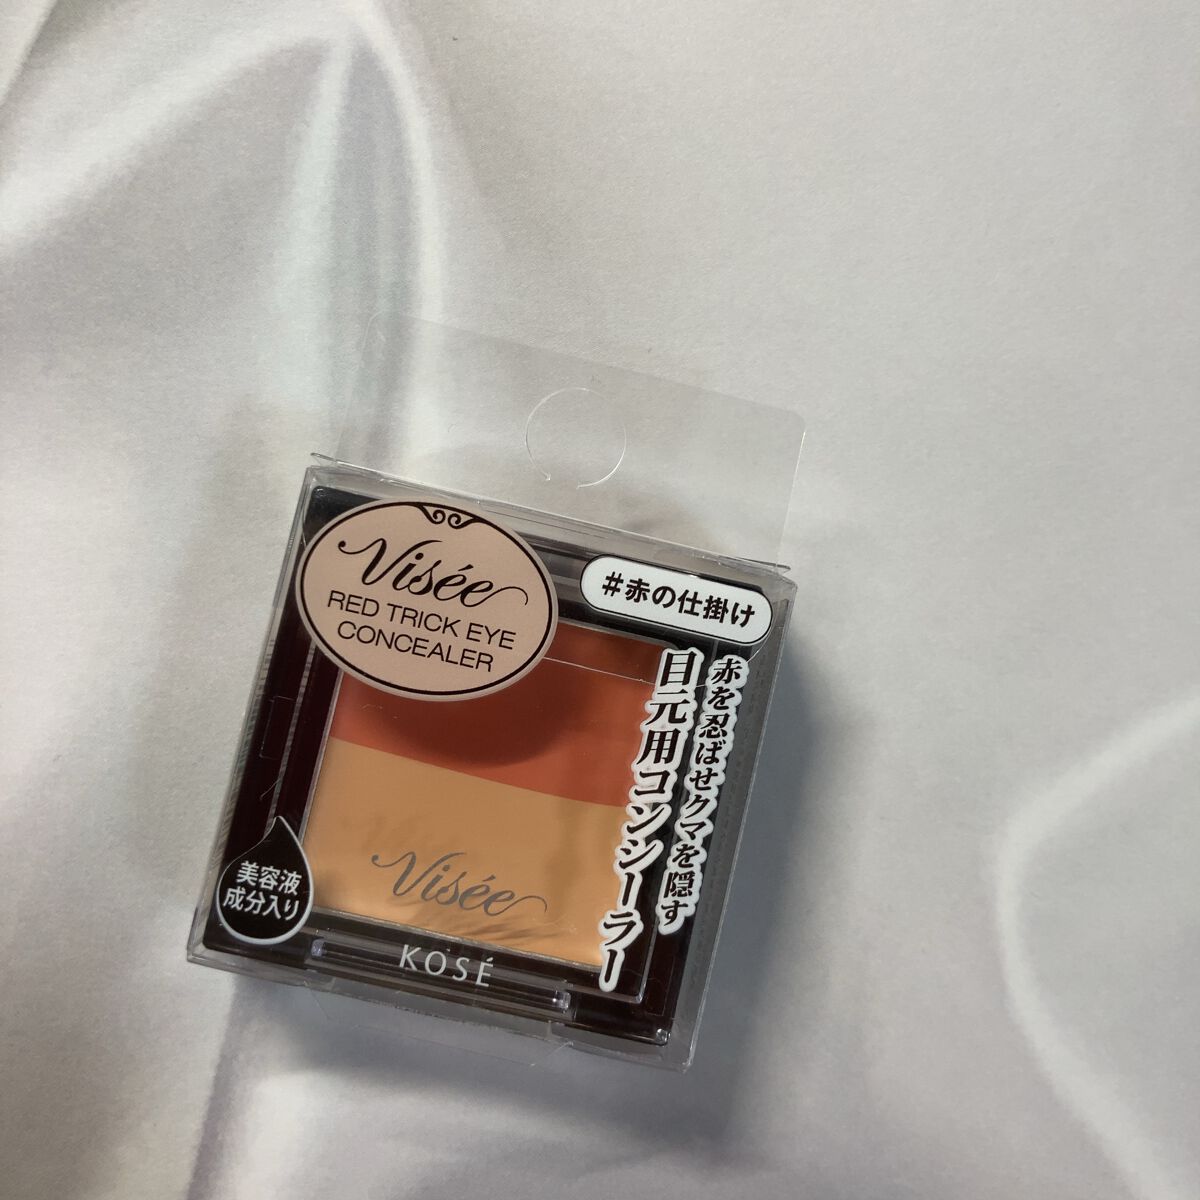 Visée
RED TRICK EYE
CONCEALER
#赤の仕掛け
赤を忍ばせクマを隠す
目元用コンシーラー
美容液
成分入り
Visée
KOSÉ